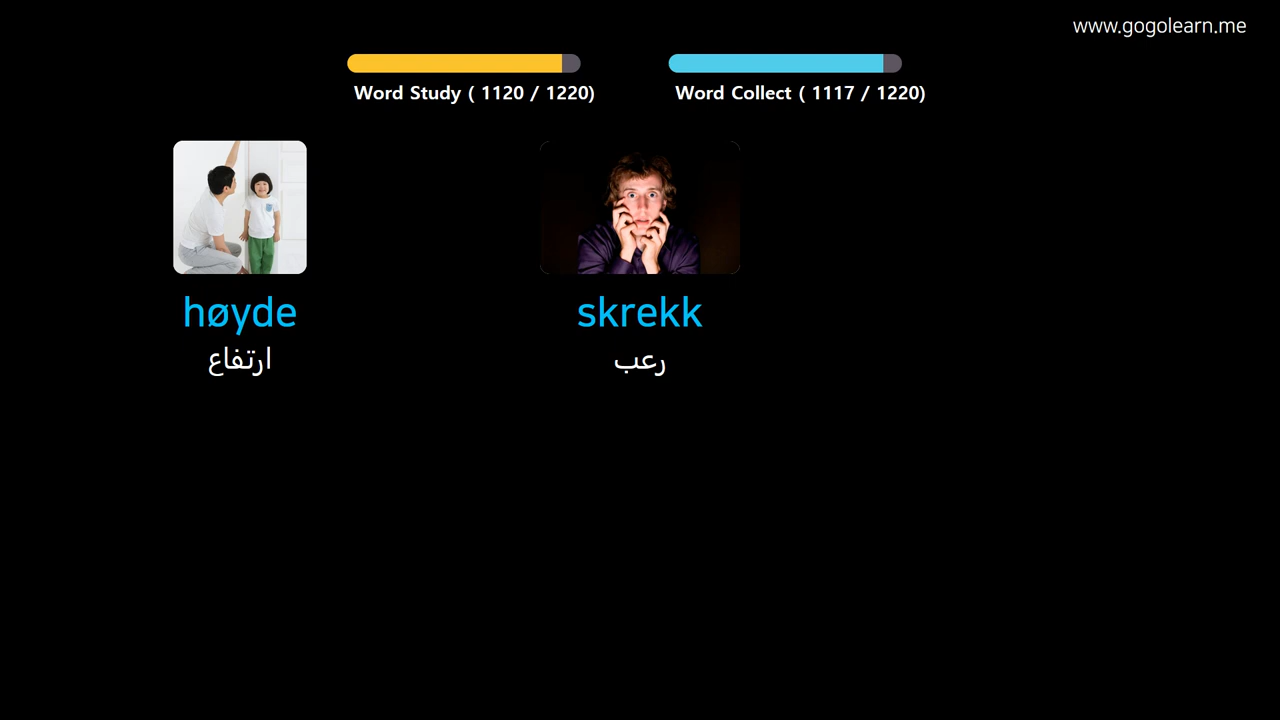 www.gogolearn.me
Word Study ( 1120 / 1220)
Word Collect ( 1117 / 1220)
høyde
ارتفاع
skrekk
رعب